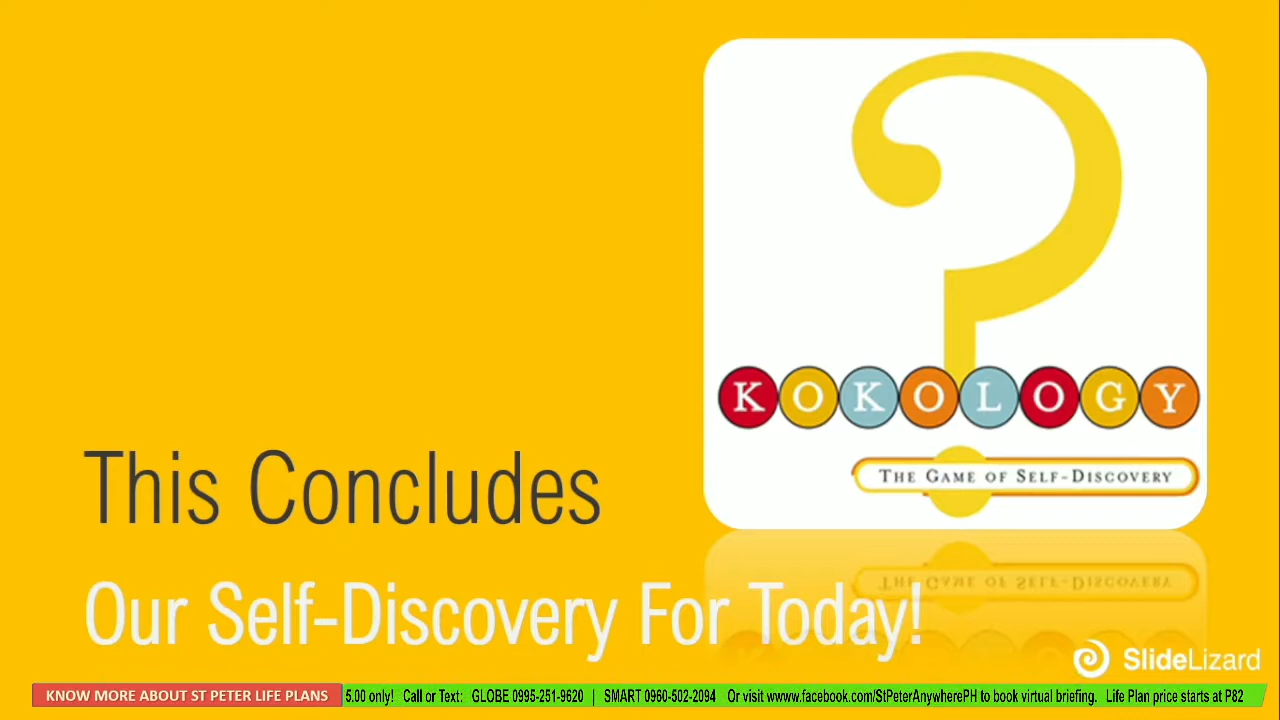 KOKOLOGY
THE GAME OF SELF-DISCOVERY
This Concludes
Our Self-Discovery For Today!
SlideLizard
KNOW MORE ABOUT ST PETER LIFE PLANS 5.00 only! Call or Text: GLOBE 0995-251-9620 | SMART 0960-502-2094 Or visit www.facebook.com/StPeterAnywherePH to book virtual briefing. Life Plan price starts at P82